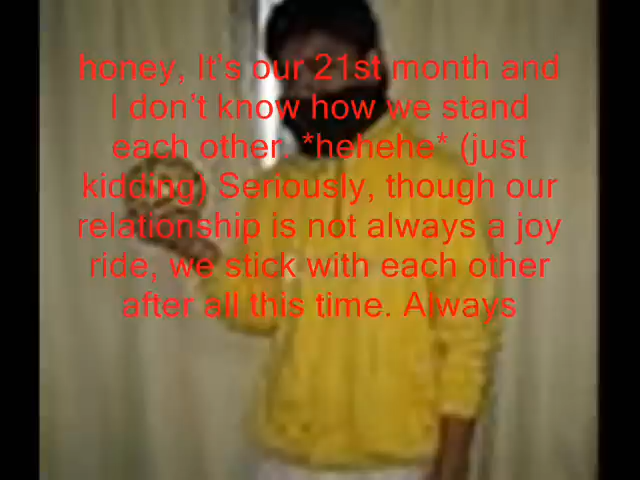 honey, It's our 21st month and
I don't know how we stand
each other. *hehehe* (just
kidding) Seriously, though our
relationship is not always a joy
ride, we stick with each other
after all this time. Always